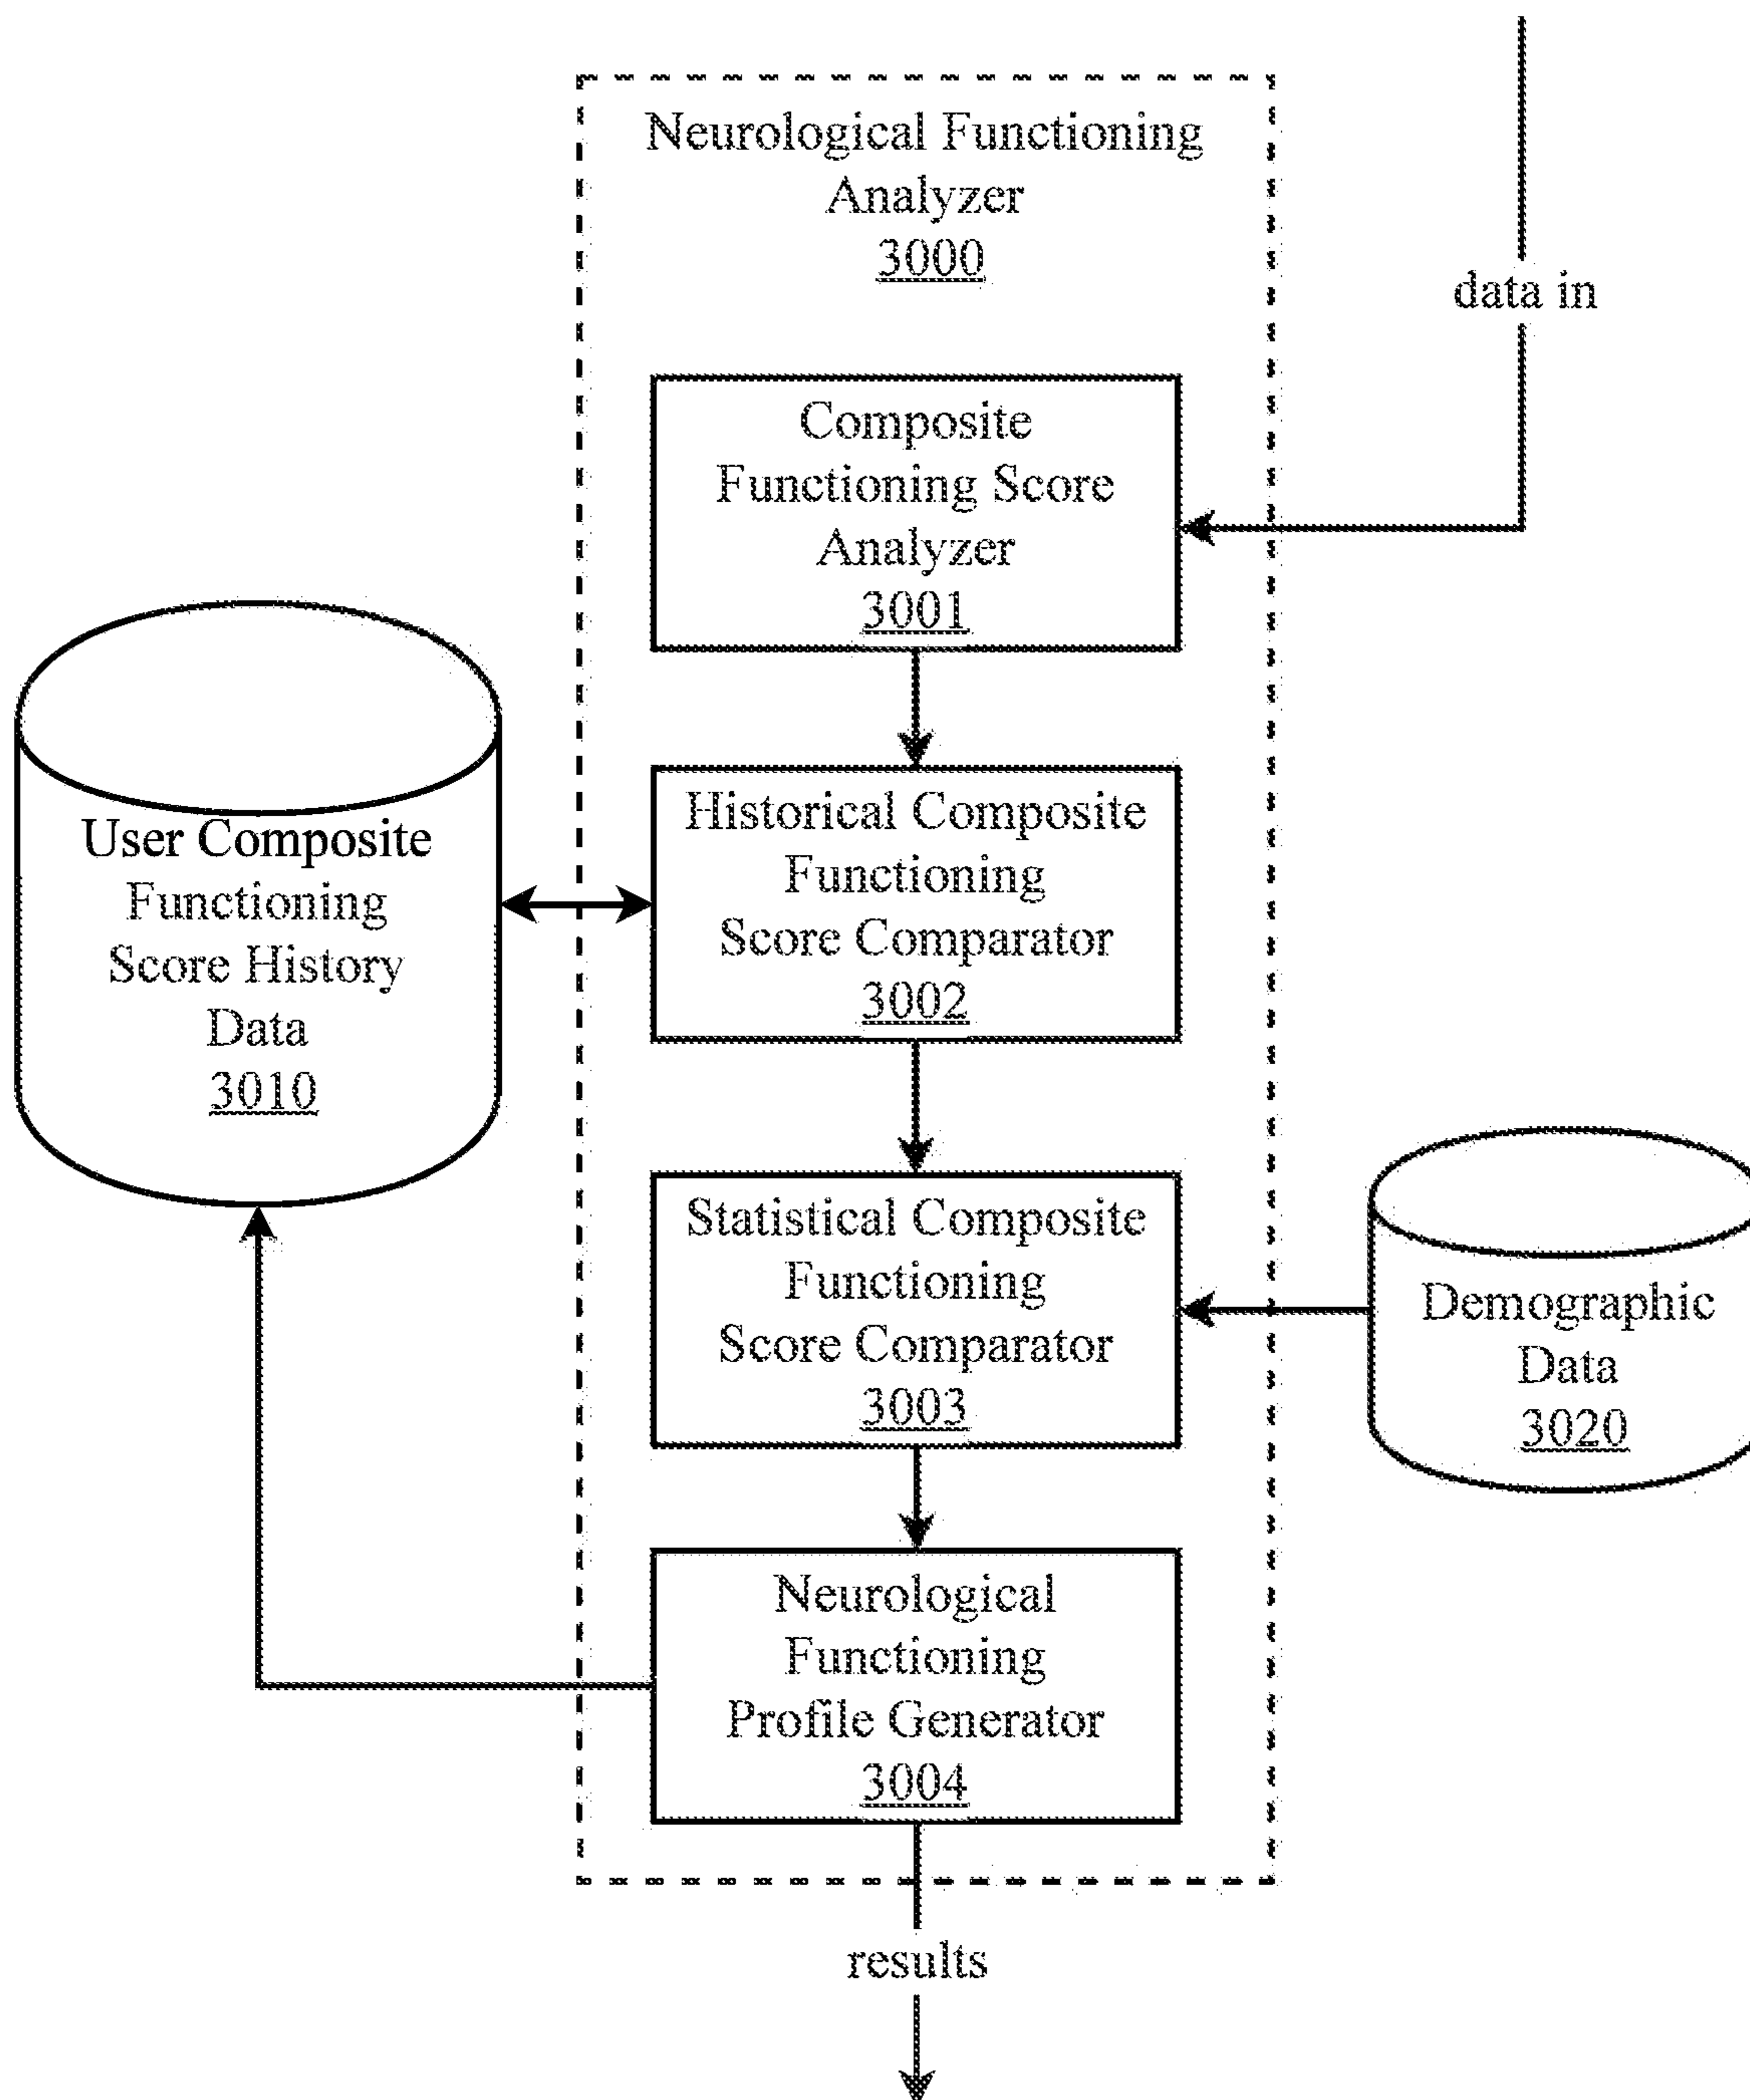 Neurological Functioning
Analyzer
3000
data in
Composite
Functioning Score
Analyzer
3001
User Composite
Functioning
Score History
Data
3010
Historical Composite
Functioning
Score Comparator
3002
Statistical Composite
Functioning
Score Comparator
3003
Demographic
Data
3020
Neurological
Functioning
Profile Generator
3004
results